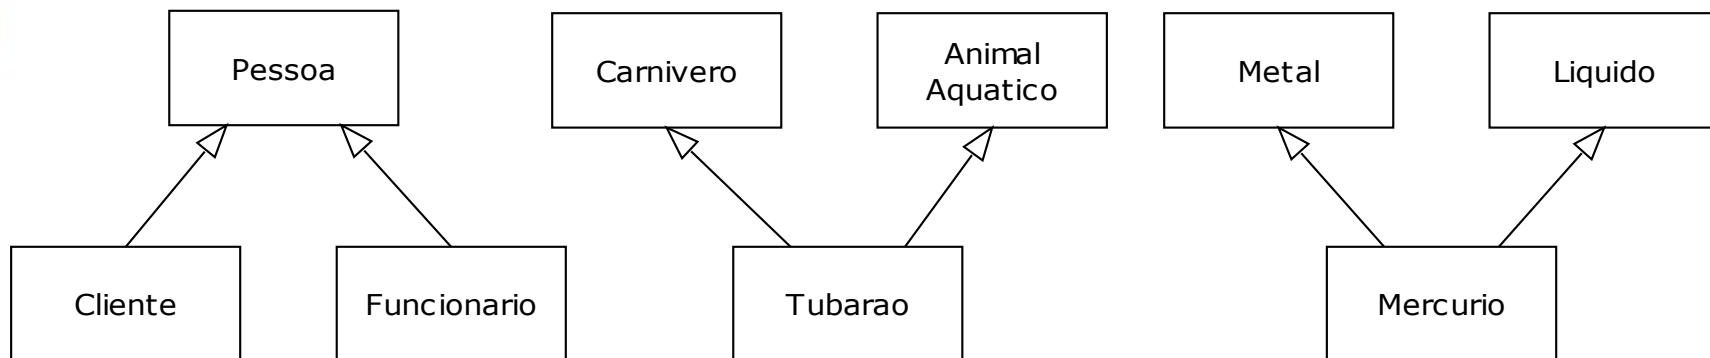 Pessoa
Carnivero
Animal
Aquatico
Metal
Liquido
Cliente
Funcionario
Tubarao
Mercurio